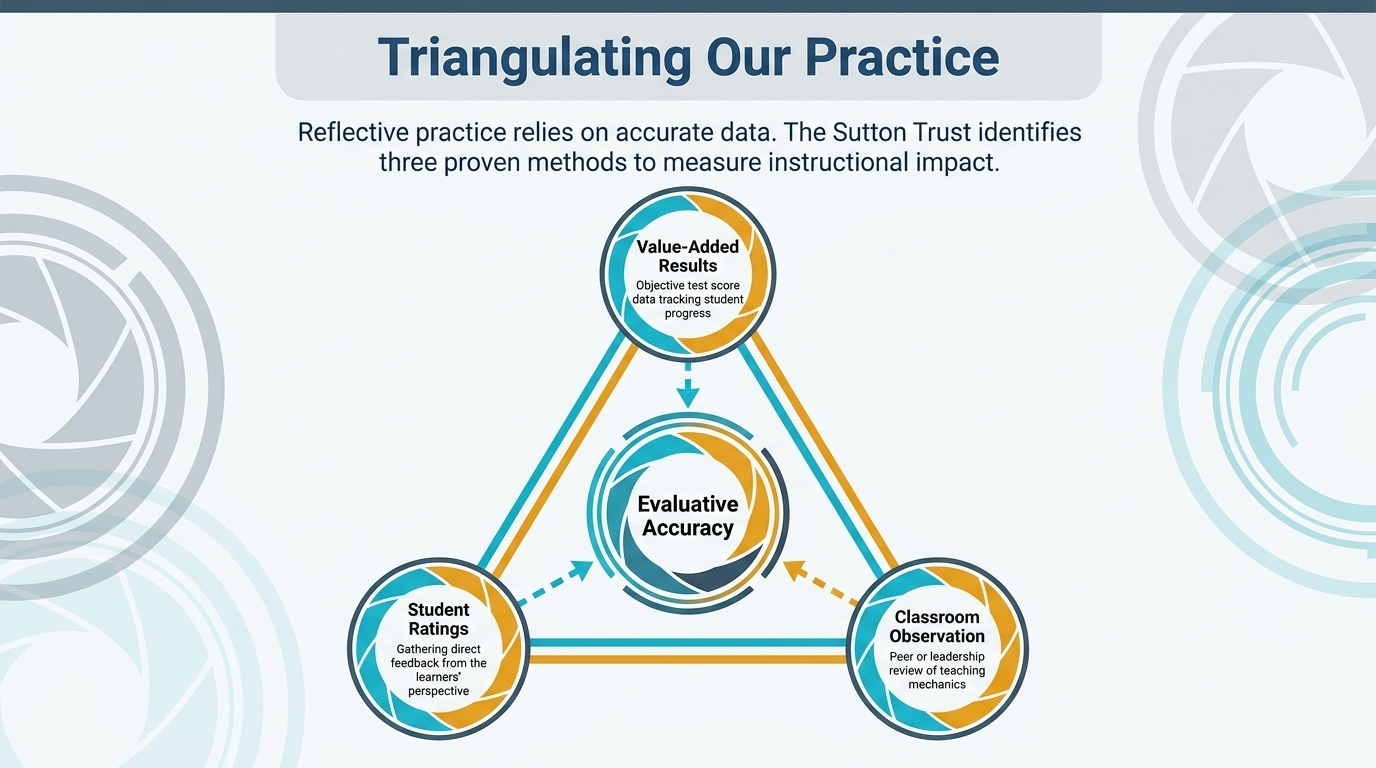 Triangulating Our Practice
Reflective practice relies on accurate data. The Sutton Trust identifies
three proven methods to measure instructional impact.
Value-Added
Results
Objective test score
data tracking student
progress
Evaluative
Accuracy
Student
Ratings
Gathering direct
feedback from the
learners'
perspective
Classroom
Observation
Peer or leadership
review of teaching
mechanics